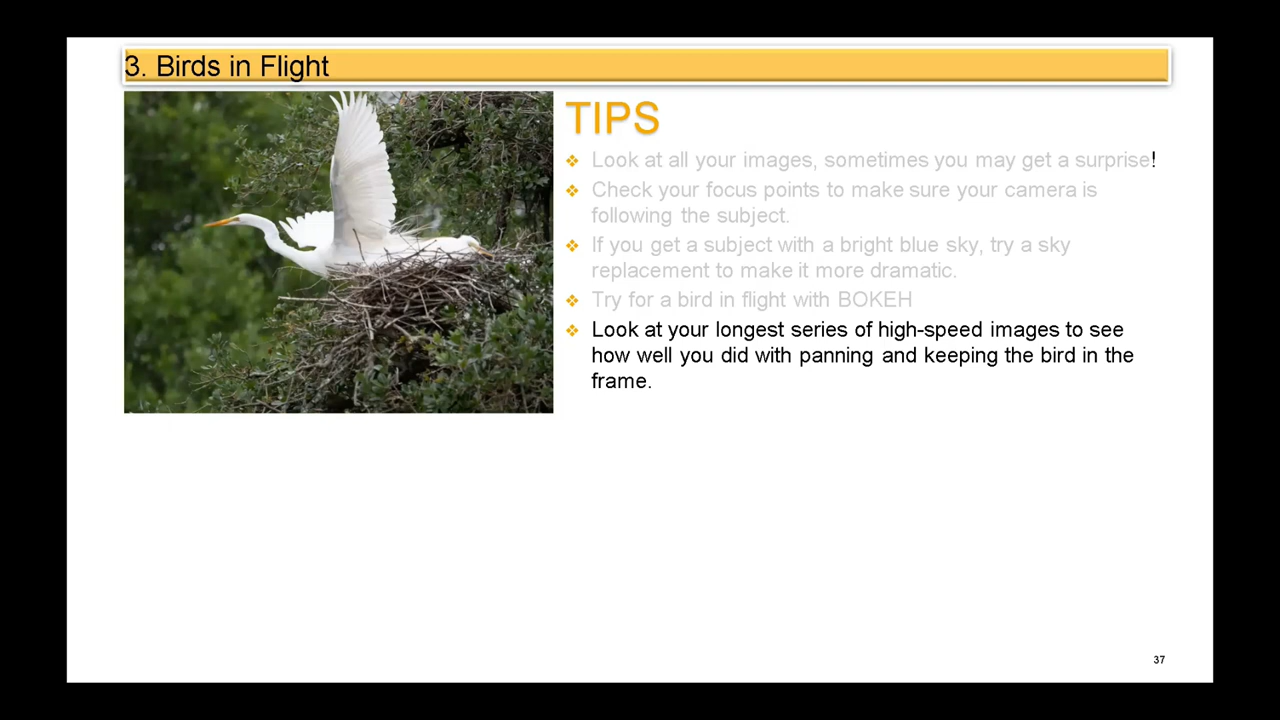 3. Birds in Flight
TIPS
Look at all your images, sometimes you may get a surprise!
Check your focus points to make sure your camera is
following the subject.
If you get a subject with a bright blue sky, try a sky
replacement to make it more dramatic.
Try for a bird in flight with BOKEH
Look at your longest series of high-speed images to see
how well you did with panning and keeping the bird in the
frame.
37